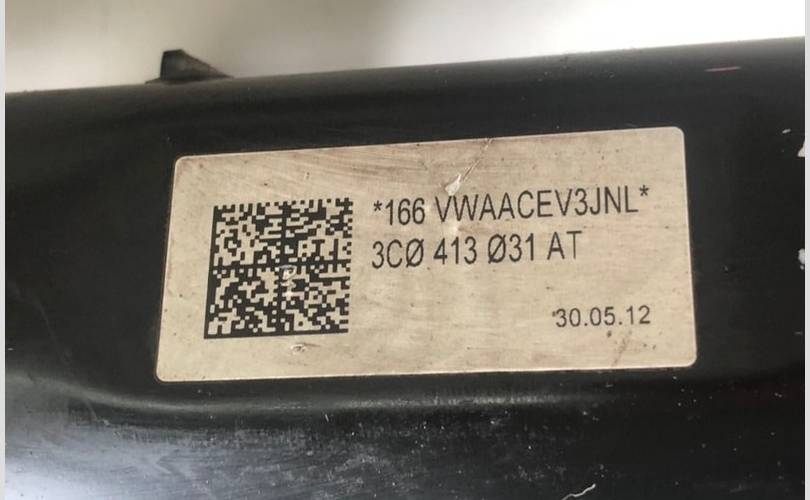 *166 VWAACEV3JNL*
3CØ 413 Ø31 AT
30.05.12